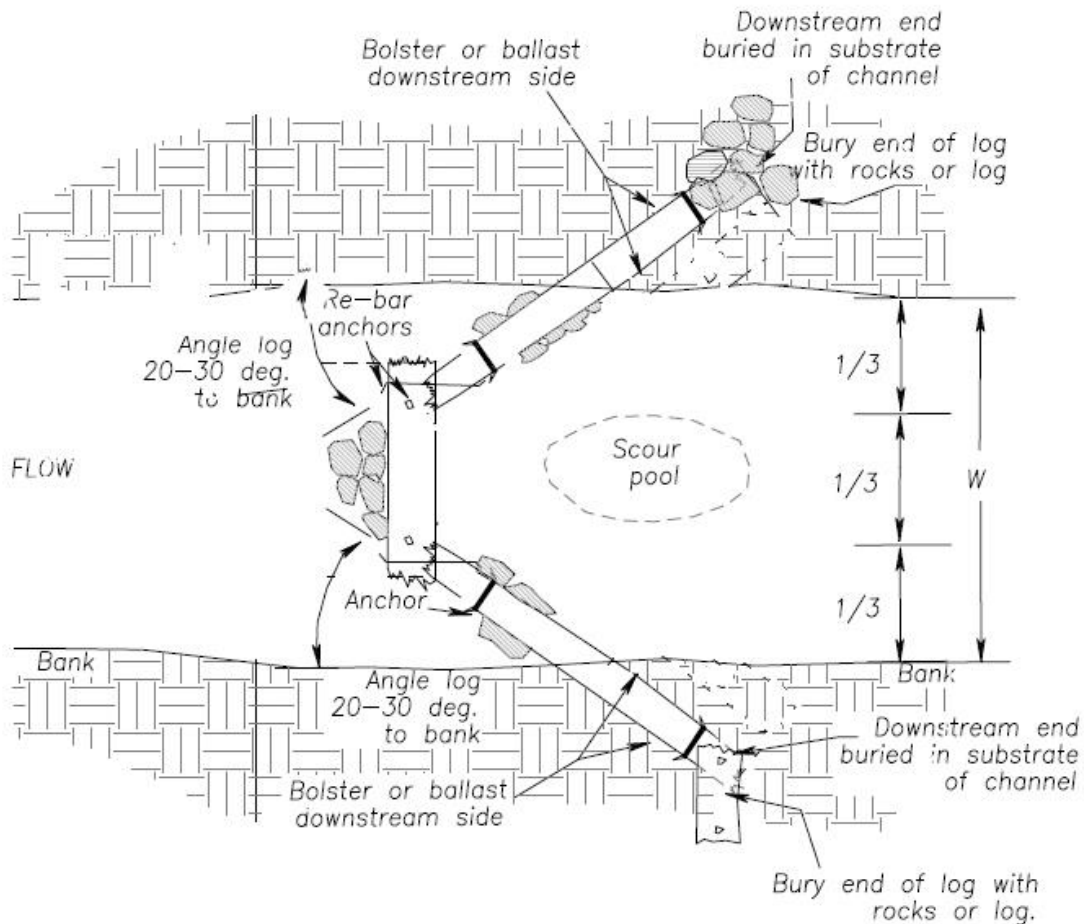 Downstream end
buried in substrate
of channel
Bolster or ballast
downstream side
Bury end of log
with rocks or log
Re-bar
anchors
Angle log
20-30 deg.
to bank
1/3
Scour
pool
FLOW
1/3
W
Anchor
1/3
Bank
Bank
Angle log
20-30 deg.
to bank
Downstream end
buried in substrate
of channel
Bolster or ballast
downstream side
Bury end of log with
rocks or log.